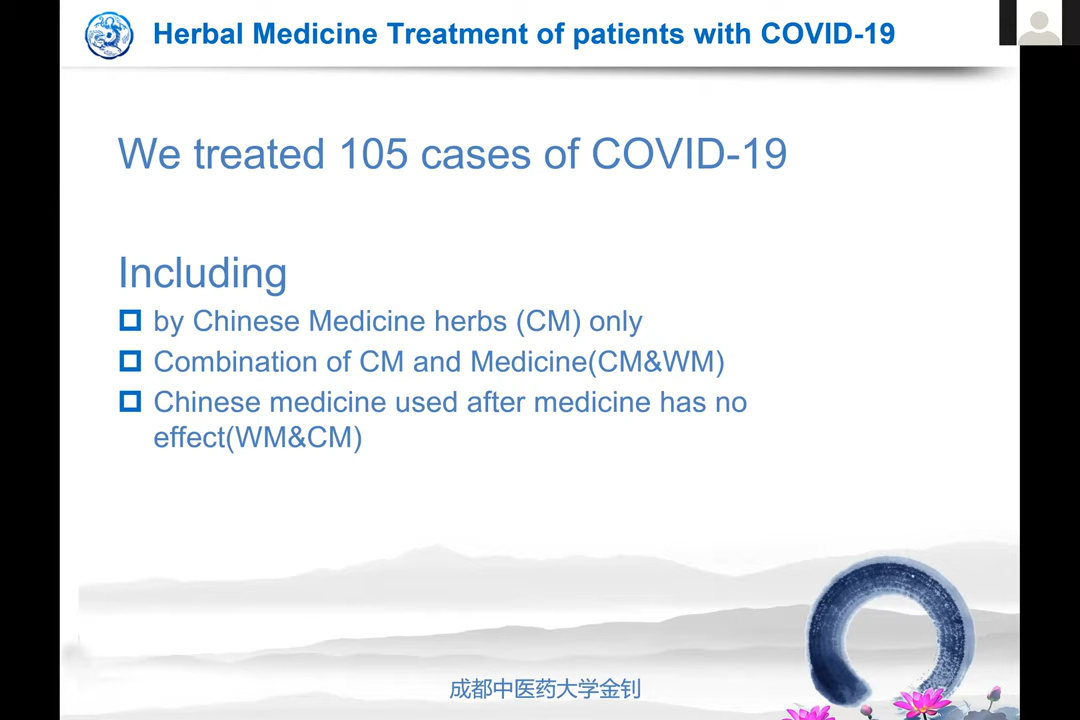 Herbal Medicine Treatment of patients with COVID-19
We treated 105 cases of COVID-19
Including
by Chinese Medicine herbs (CM) only
Combination of CM and Medicine(CM&WM)
Chinese medicine used after medicine has no
effect(WM&CM)
成都中医药大学金钊